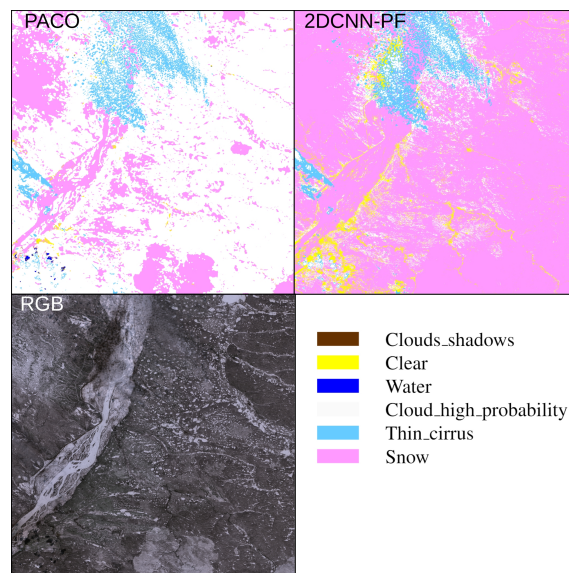 PACO
2DCNN-PF
RGB
Clouds_shadows
Clear
Water
Cloud_high_probability
Thin_cirrus
Snow